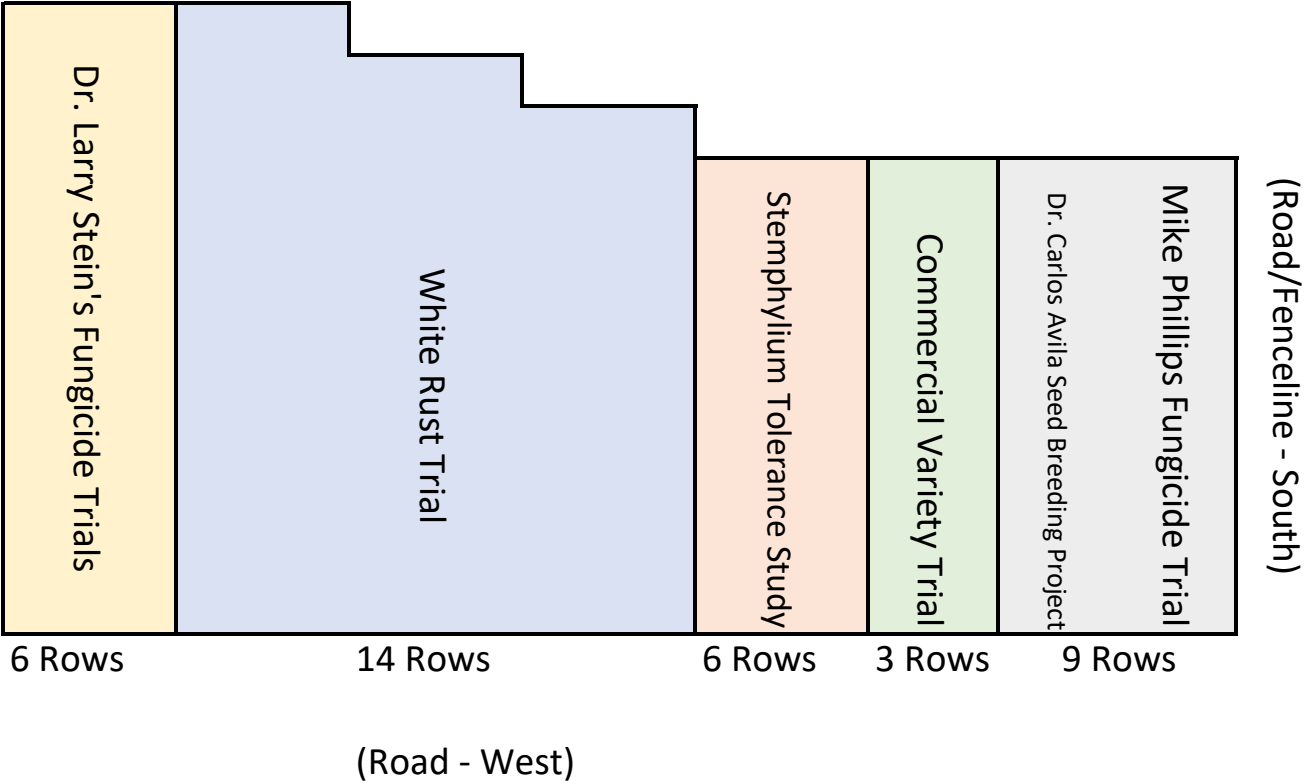 Dr. Larry Stein's Fungicide Trials
White Rust Trial
Stemphylium Tolerance Study
Commercial Variety Trial
Dr. Carlos Avila Seed Breeding Project
Mike Phillips Fungicide Trial
(Road/Fenceline - South)
6 Rows
14 Rows
6 Rows
3 Rows
9 Rows
(Road - West)